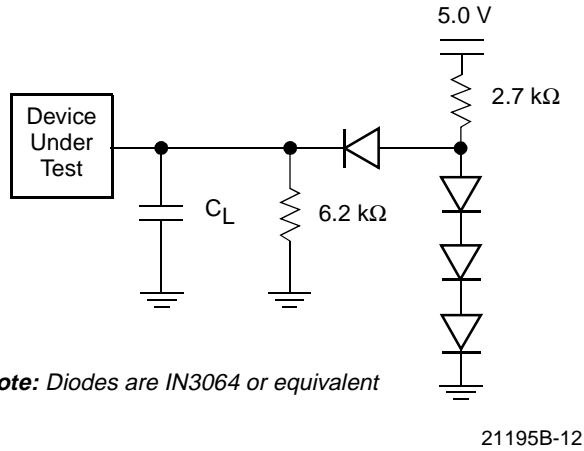 5.0 V
2.7 kΩ
Device
Under
Test
C_L
6.2 kΩ
ote: Diodes are IN3064 or equivalent
21195B-12